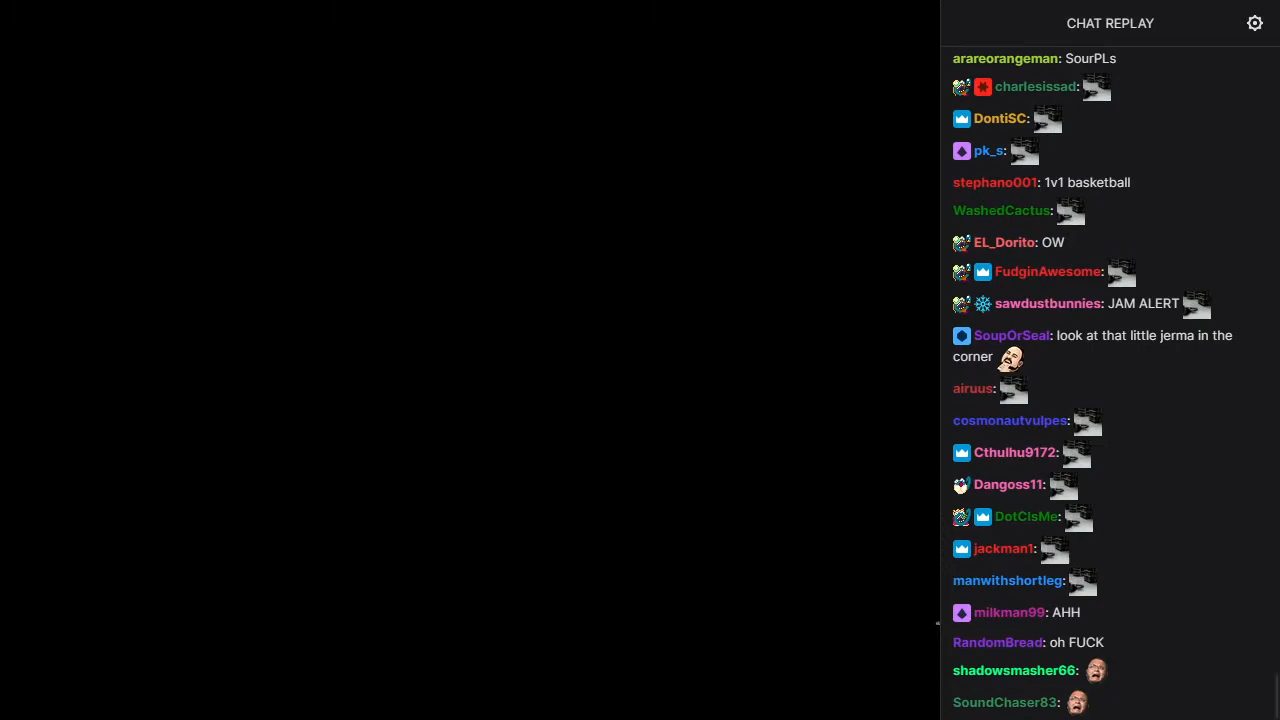 CHAT REPLAY
arareorangeman: SourPLs
charlesissad:
DontiSC:
pk_s:
stephano001: 1v1 basketball
WashedCactus:
EL_Dorito: OW
FudginAwesome:
sawdustbunnies: JAM ALERT
SoupOrSeal: look at that little jerma in the
corner
airuus:
cosmonautvulpes:
Cthulhu9172:
Dangoss11:
DotClsMe:
jackman1:
manwithshortleg:
milkman99: AHH
RandomBread: oh FUCK
shadowsmasher66:
SoundChaser83: